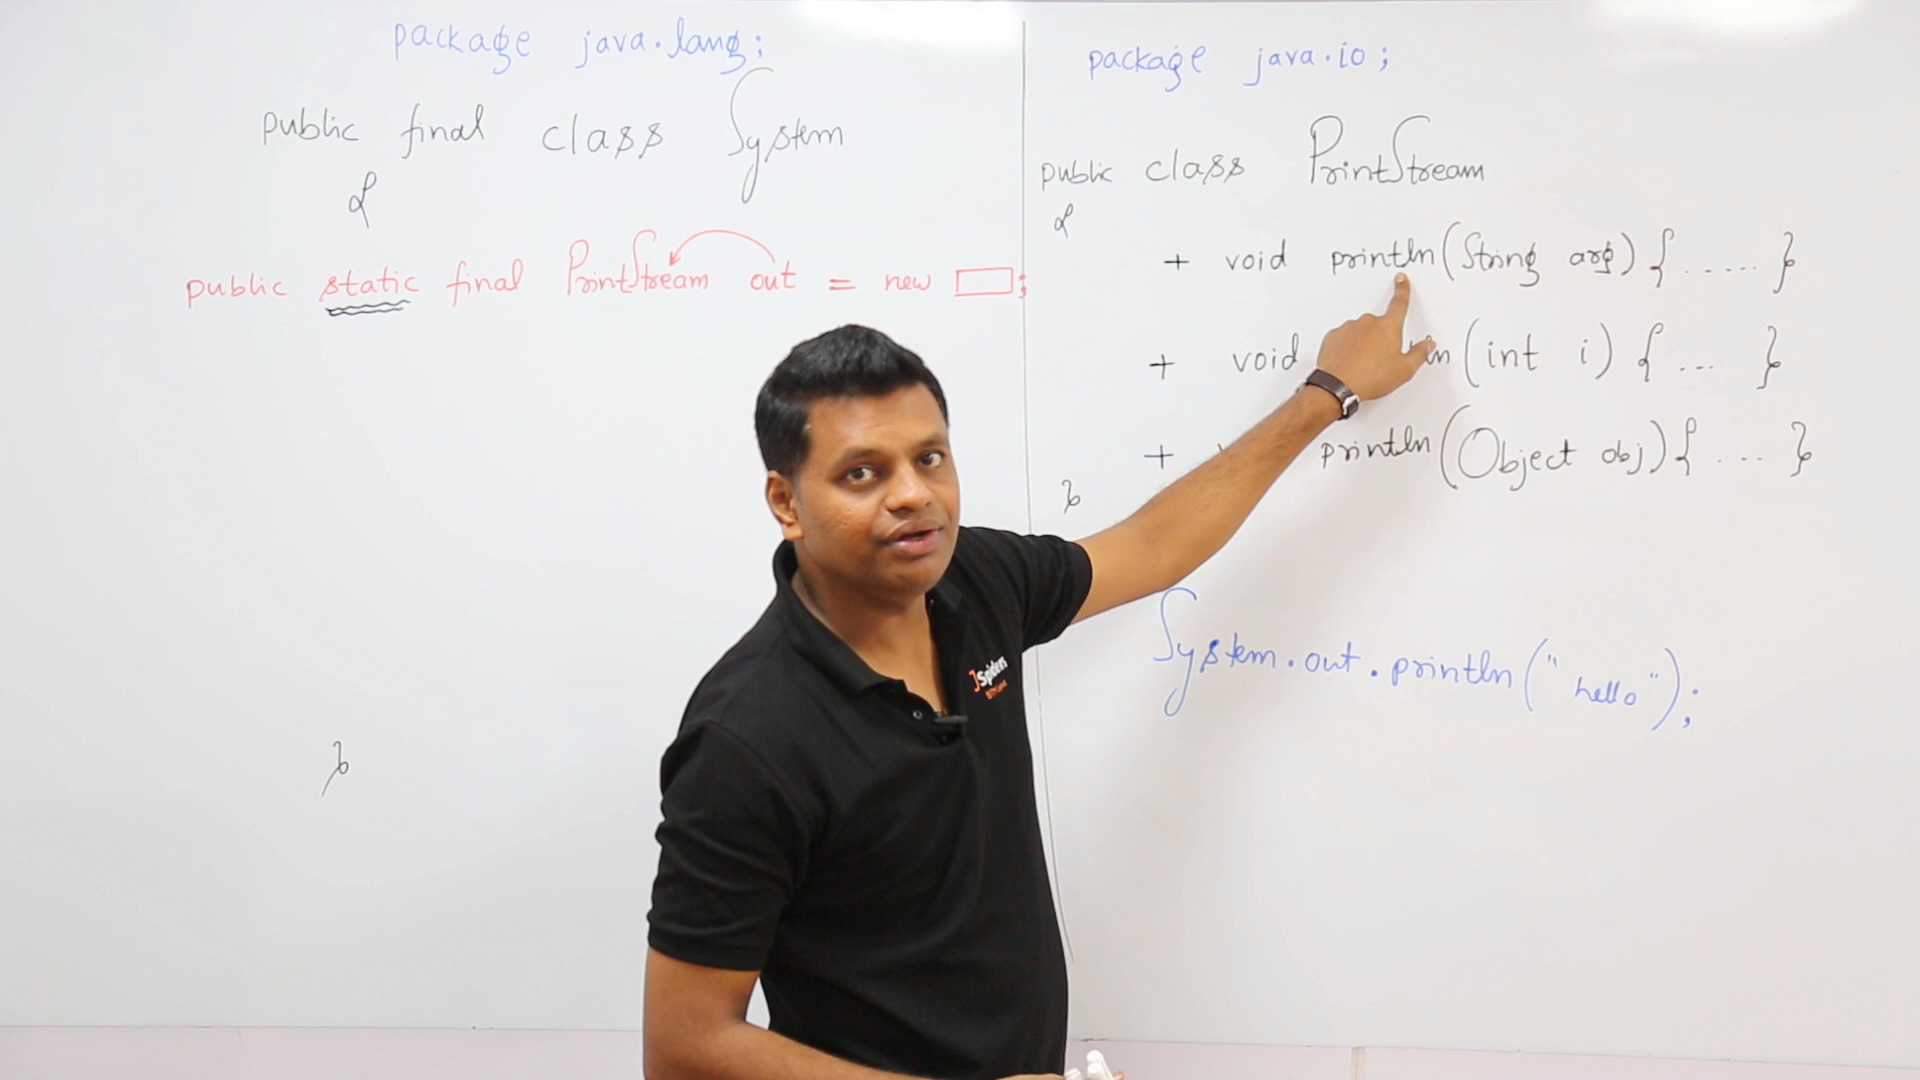 package java.lang;
public final class System
{
public static final PrintStream out = new ;
}
package java.io;
public class PrintStream
{
+ void println(String arg) { ...... }
+ void (int i) { ... }
+ println(Object obj) { ... }
}
System.out.println("hello");
JSpiders